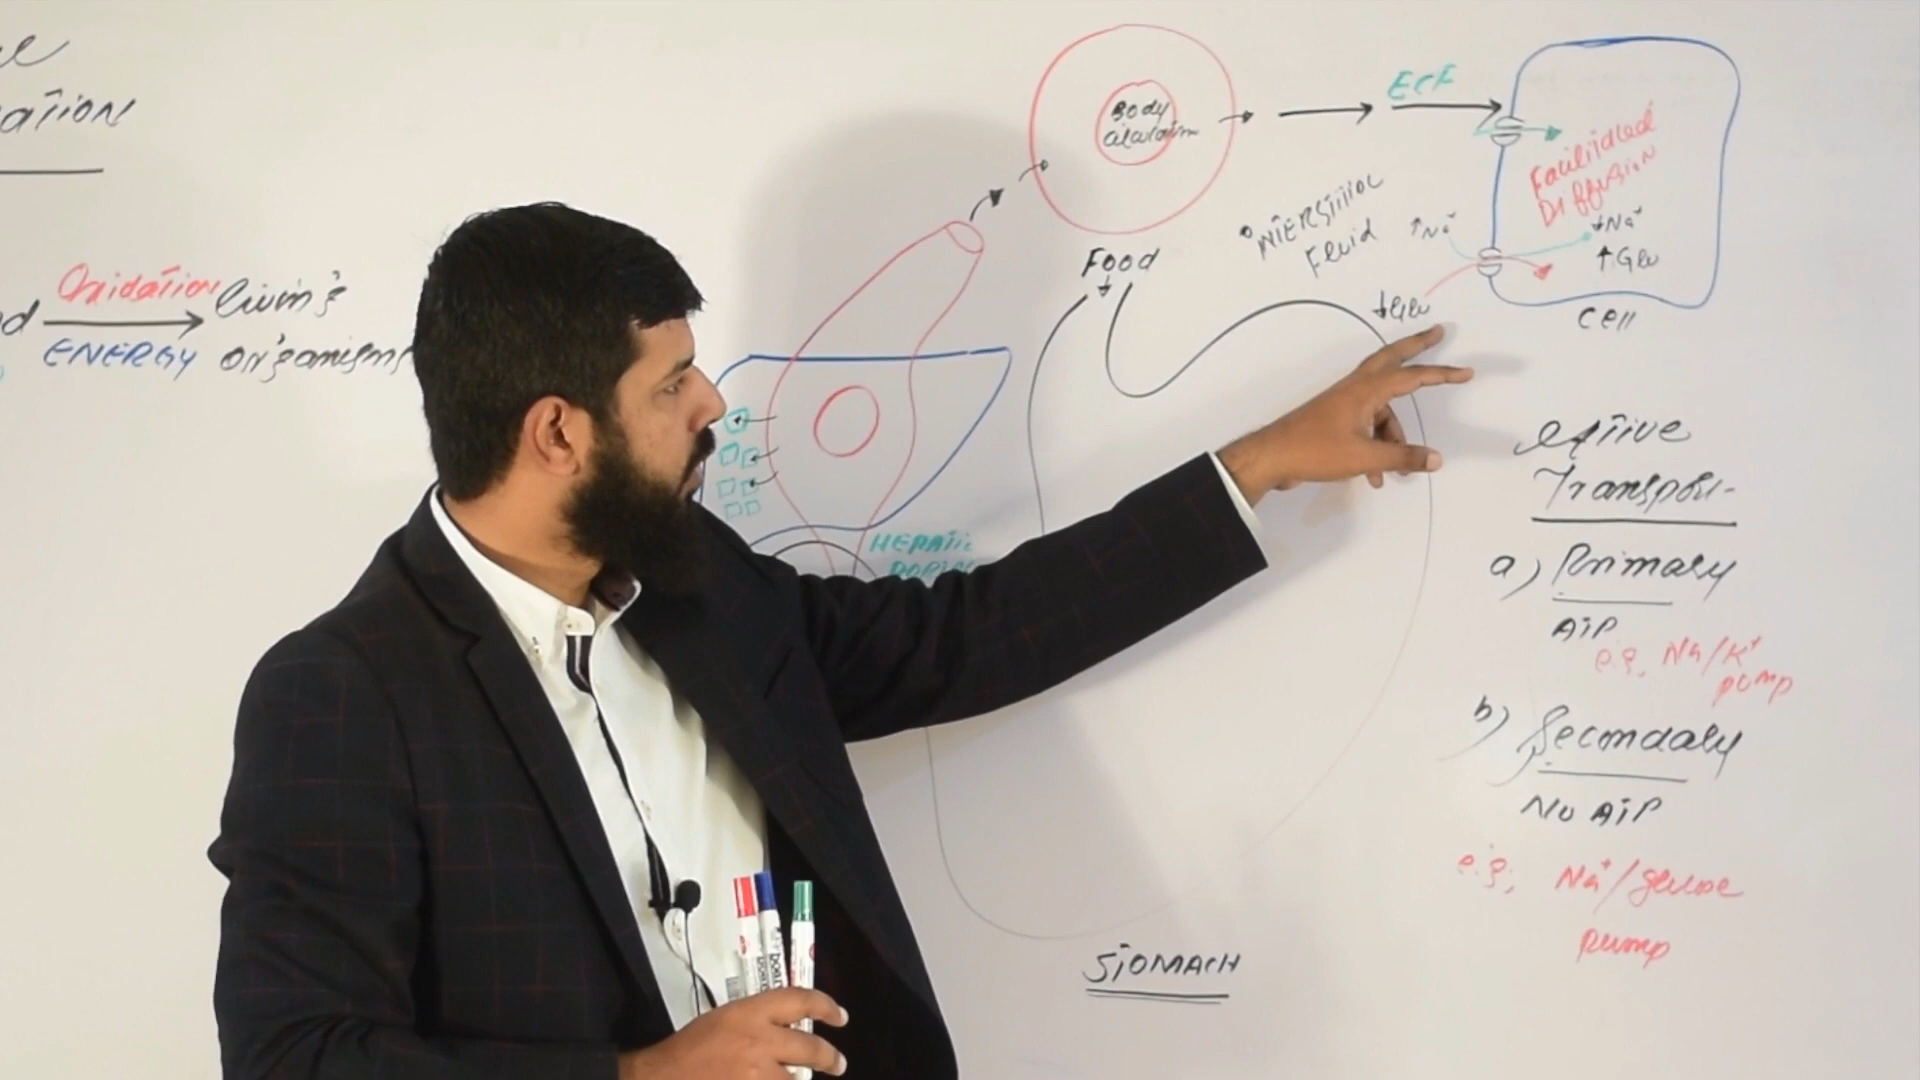 ation
Oxidation
living
ENERGY organisms
Body
ECF
Facilitated
Diffusion
INTERSTITIAL
Fluid
↑Na+
↓Na+
↑Glu
↓Glu
Cell
Food
HEPATIC
STOMACH
Active
Transport
a) Primary
ATP
e.g, Na/K+
pump
b) Secondary
No ATP
e.g, Na+/glucose
pump